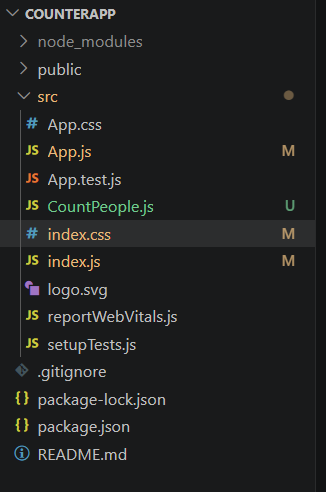 COUNTERAPP
node_modules
public
src
# App.css
JS App.js M
JS App.test.js
JS CountPeople.js U
# index.css M
JS index.js M
logo.svg
JS reportWebVitals.js
JS setupTests.js
.gitignore
{} package-lock.json
{} package.json
README.md